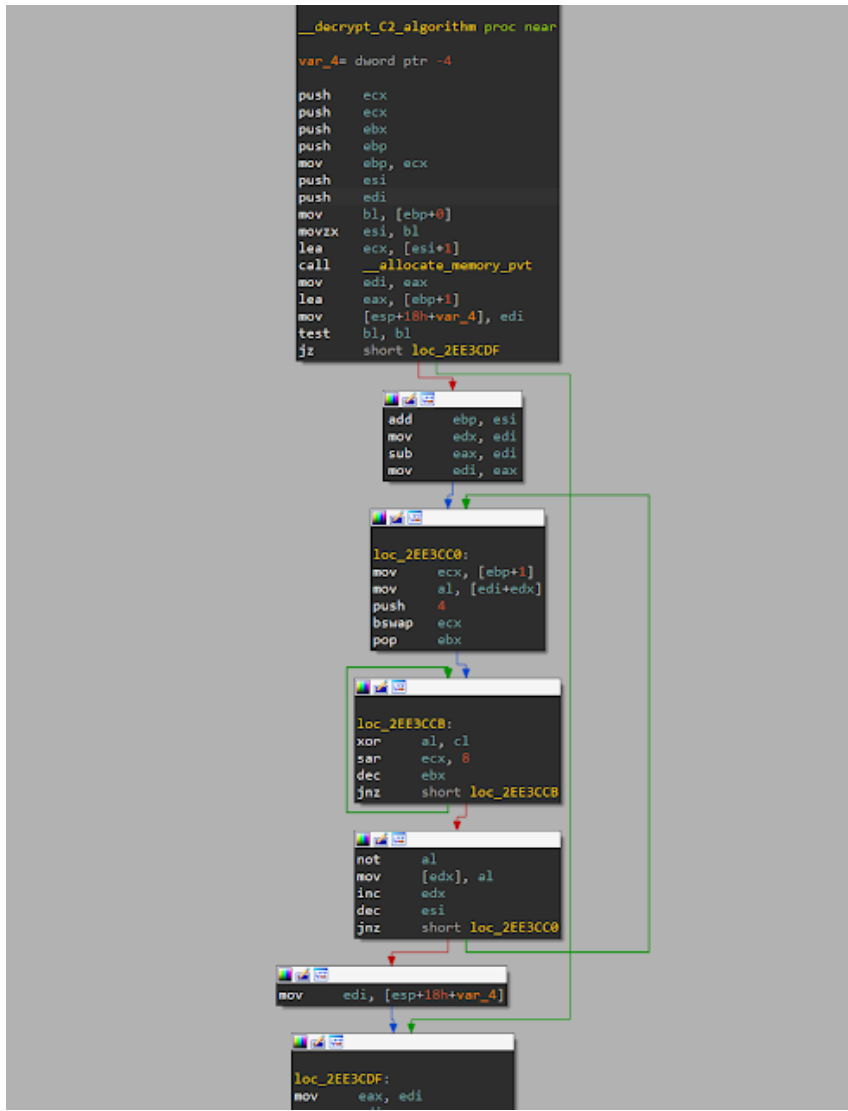 __decrypt_C2_algorithm proc near
var_4= dword ptr -4
push ecx
push ecx
push ebx
push ebp
mov ebp, ecx
push esi
push edi
mov bl, [ebp+0]
movzx esi, bl
lea ecx, [esi+1]
call __allocate_memory_pvt
mov edi, eax
lea eax, [ebp+1]
mov [esp+18h+var_4], edi
test bl, bl
jz short loc_2EE3CDF
add ebp, esi
mov edx, edi
sub eax, edi
mov edi, eax
loc_2EE3CC0:
mov ecx, [ebp+1]
mov al, [edi+edx]
push 4
bswap ecx
pop ebx
loc_2EE3CCB:
xor al, cl
sar ecx, 8
dec ebx
jnz short loc_2EE3CCB
not al
mov [edx], al
inc edx
dec esi
jnz short loc_2EE3CC0
mov edi, [esp+18h+var_4]
loc_2EE3CDF:
mov eax, edi